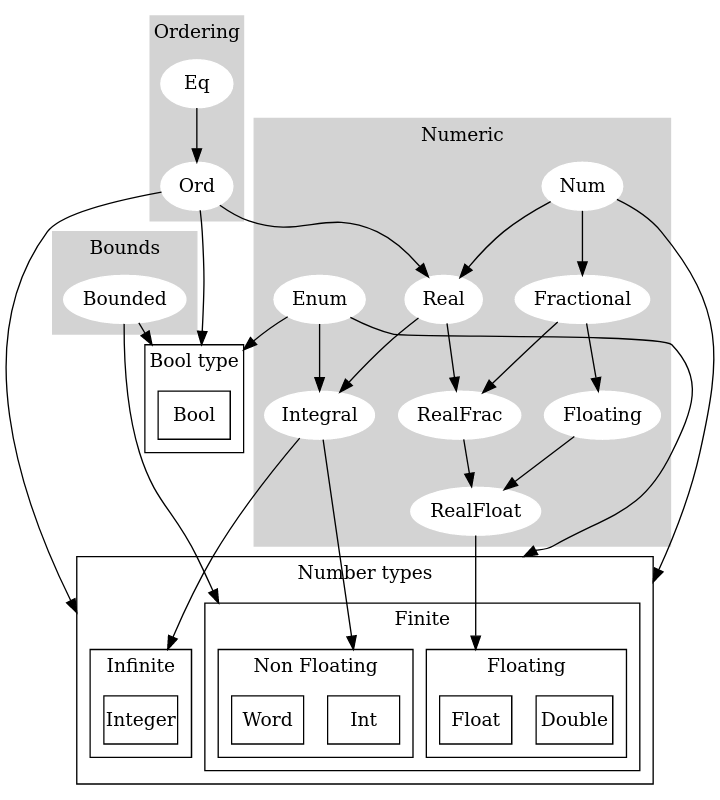 Ordering
Eq
Numeric
Ord
Num
Bounds
Bounded
Enum
Real
Fractional
Bool type
Bool
Integral
RealFrac
Floating
RealFloat
Number types
Finite
Infinite
Non Floating
Floating
Integer
Word
Int
Float
Double